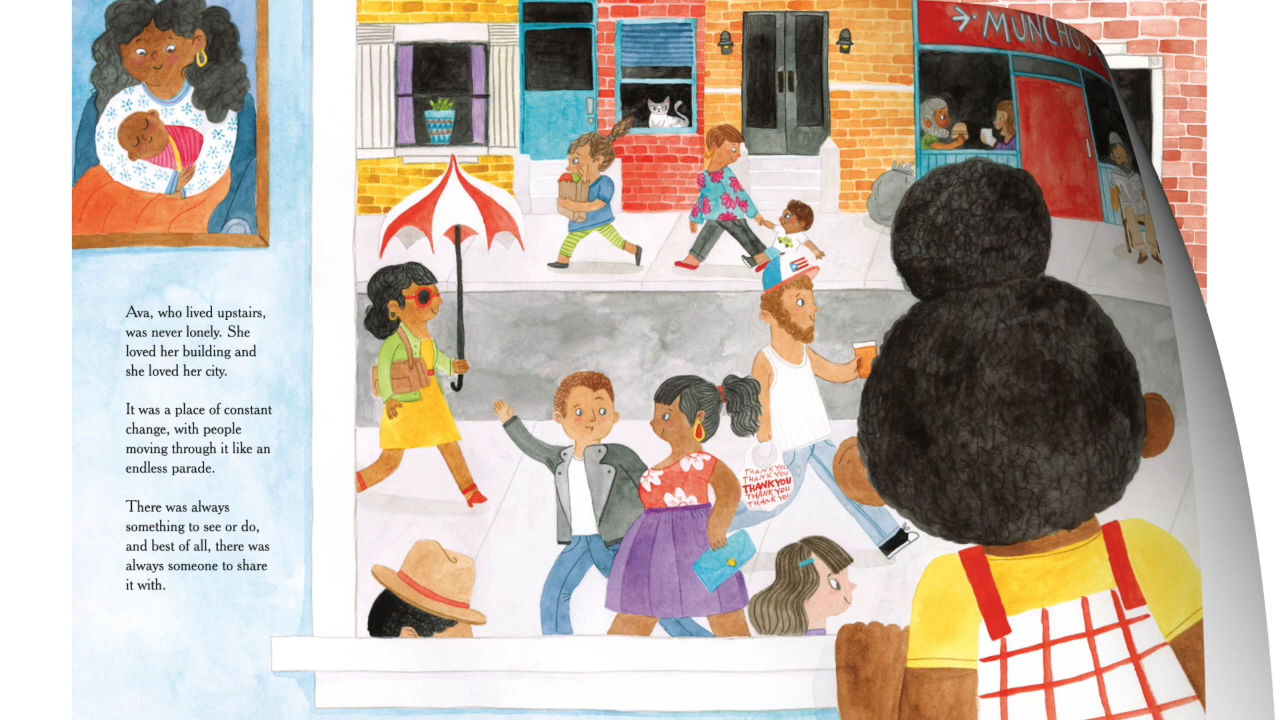 MUNCHO'S
Ava, who lived upstairs,
was never lonely. She
loved her building and
she loved her city.
It was a place of constant
change, with people
moving through it like an
endless parade.
There was always
something to see or do,
and best of all, there was
always someone to share
it with.
THANK YOU
THANK YOU
THANK YOU
THANK YOU
THANK YOU